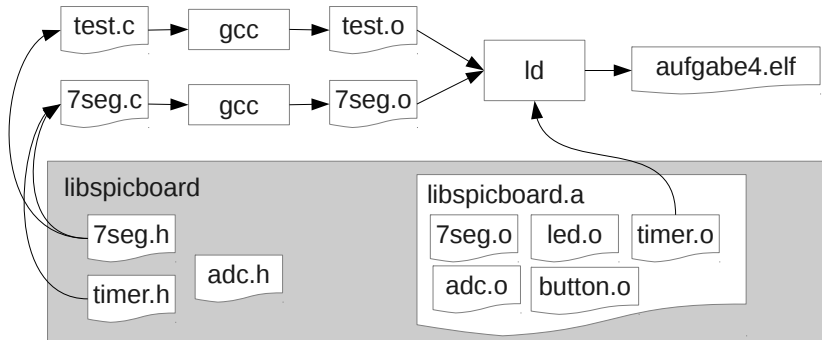 test.c gcc test.o
ld aufgabe4.elf
7seg.c gcc 7seg.o
libspicboard
libspicboard.a
7seg.h
7seg.o led.o timer.o
adc.h
timer.h
adc.o button.o